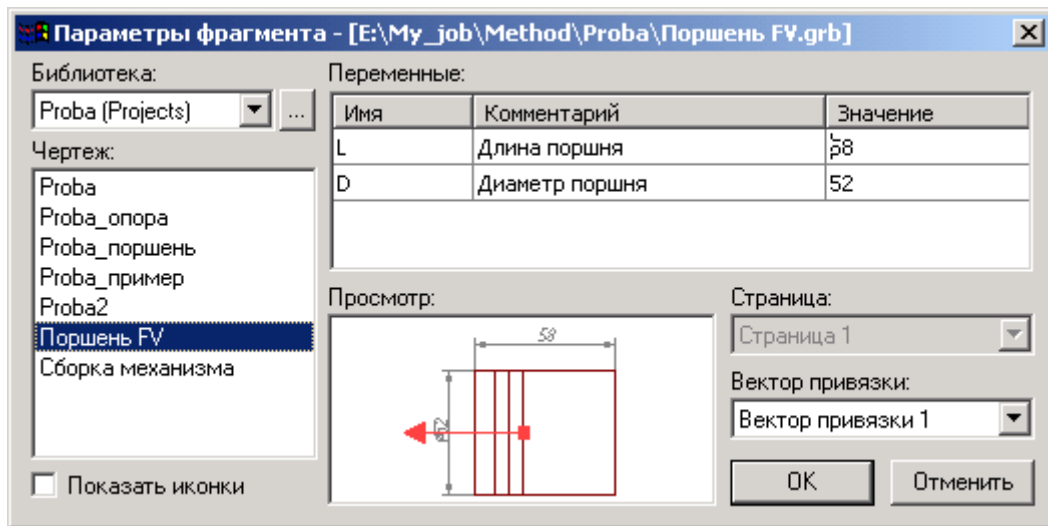 Параметры фрагмента - [E:\My_job\Method\Proba\Поршень FV.grb]
Библиотека:
Proba (Projects)
...
Чертеж:
Proba
Proba_опора
Proba_поршень
Proba_пример
Proba2
Поршень FV
Сборка механизма
Показать иконки
Переменные:
Имя Комментарий Значение
L Длина поршня 58
D Диаметр поршня 52
Просмотр:
58
Страница:
Страница 1
Вектор привязки:
Вектор привязки 1
OK Отменить